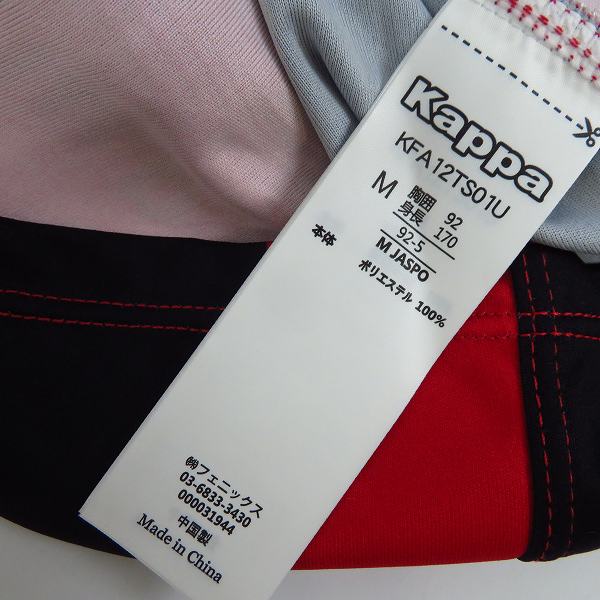 Kappa
KFA12TS01U
M 胸囲 92
身長 170
92-5
M JASPO
本体 ポリエステル 100%
㈱フェニックス
03-6833-3430
000031944
中国製
Made in China